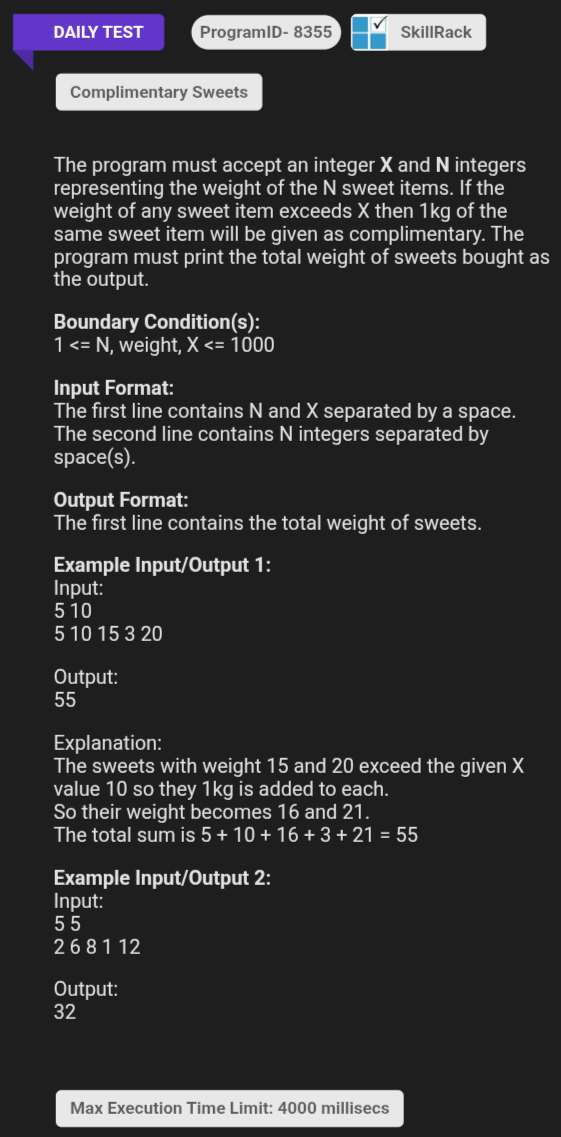 DAILY TEST
ProgramID- 8355
SkillRack
Complimentary Sweets
The program must accept an integer X and N integers
representing the weight of the N sweet items. If the
weight of any sweet item exceeds X then 1kg of the
same sweet item will be given as complimentary. The
program must print the total weight of sweets bought as
the output.
Boundary Condition(s):
1 <= N, weight, X <= 1000
Input Format:
The first line contains N and X separated by a space.
The second line contains N integers separated by
space(s).
Output Format:
The first line contains the total weight of sweets.
Example Input/Output 1:
Input:
5 10
5 10 15 3 20
Output:
55
Explanation:
The sweets with weight 15 and 20 exceed the given X
value 10 so they 1kg is added to each.
So their weight becomes 16 and 21.
The total sum is 5 + 10 + 16 + 3 + 21 = 55
Example Input/Output 2:
Input:
5 5
2 6 8 1 12
Output:
32
Max Execution Time Limit: 4000 millisecs